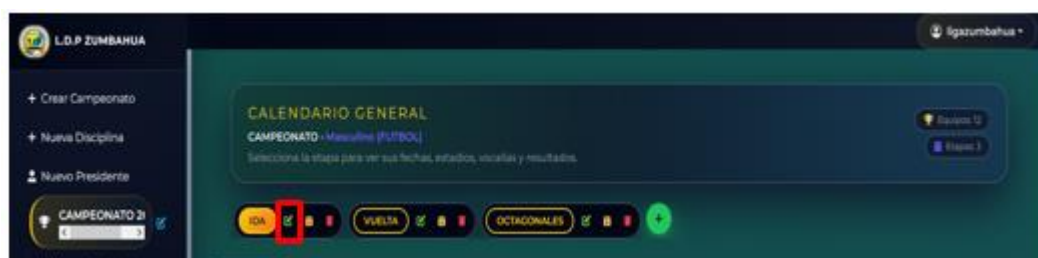 L.D.P ZUMBAHUA
ligazumbahua
+ Crear Campeonato
+ Nueva Disciplina
Nuevo Presidente
CAMPEONATO 2
CALENDARIO GENERAL
CAMPEONATO - Masculino (FUTBOL)
Selecciona la etapa para ver sus fechas, estadios, vocalías y resultados.
Equipos 12
Etapas 3
IDA
VUELTA
OCTAGONALES
+